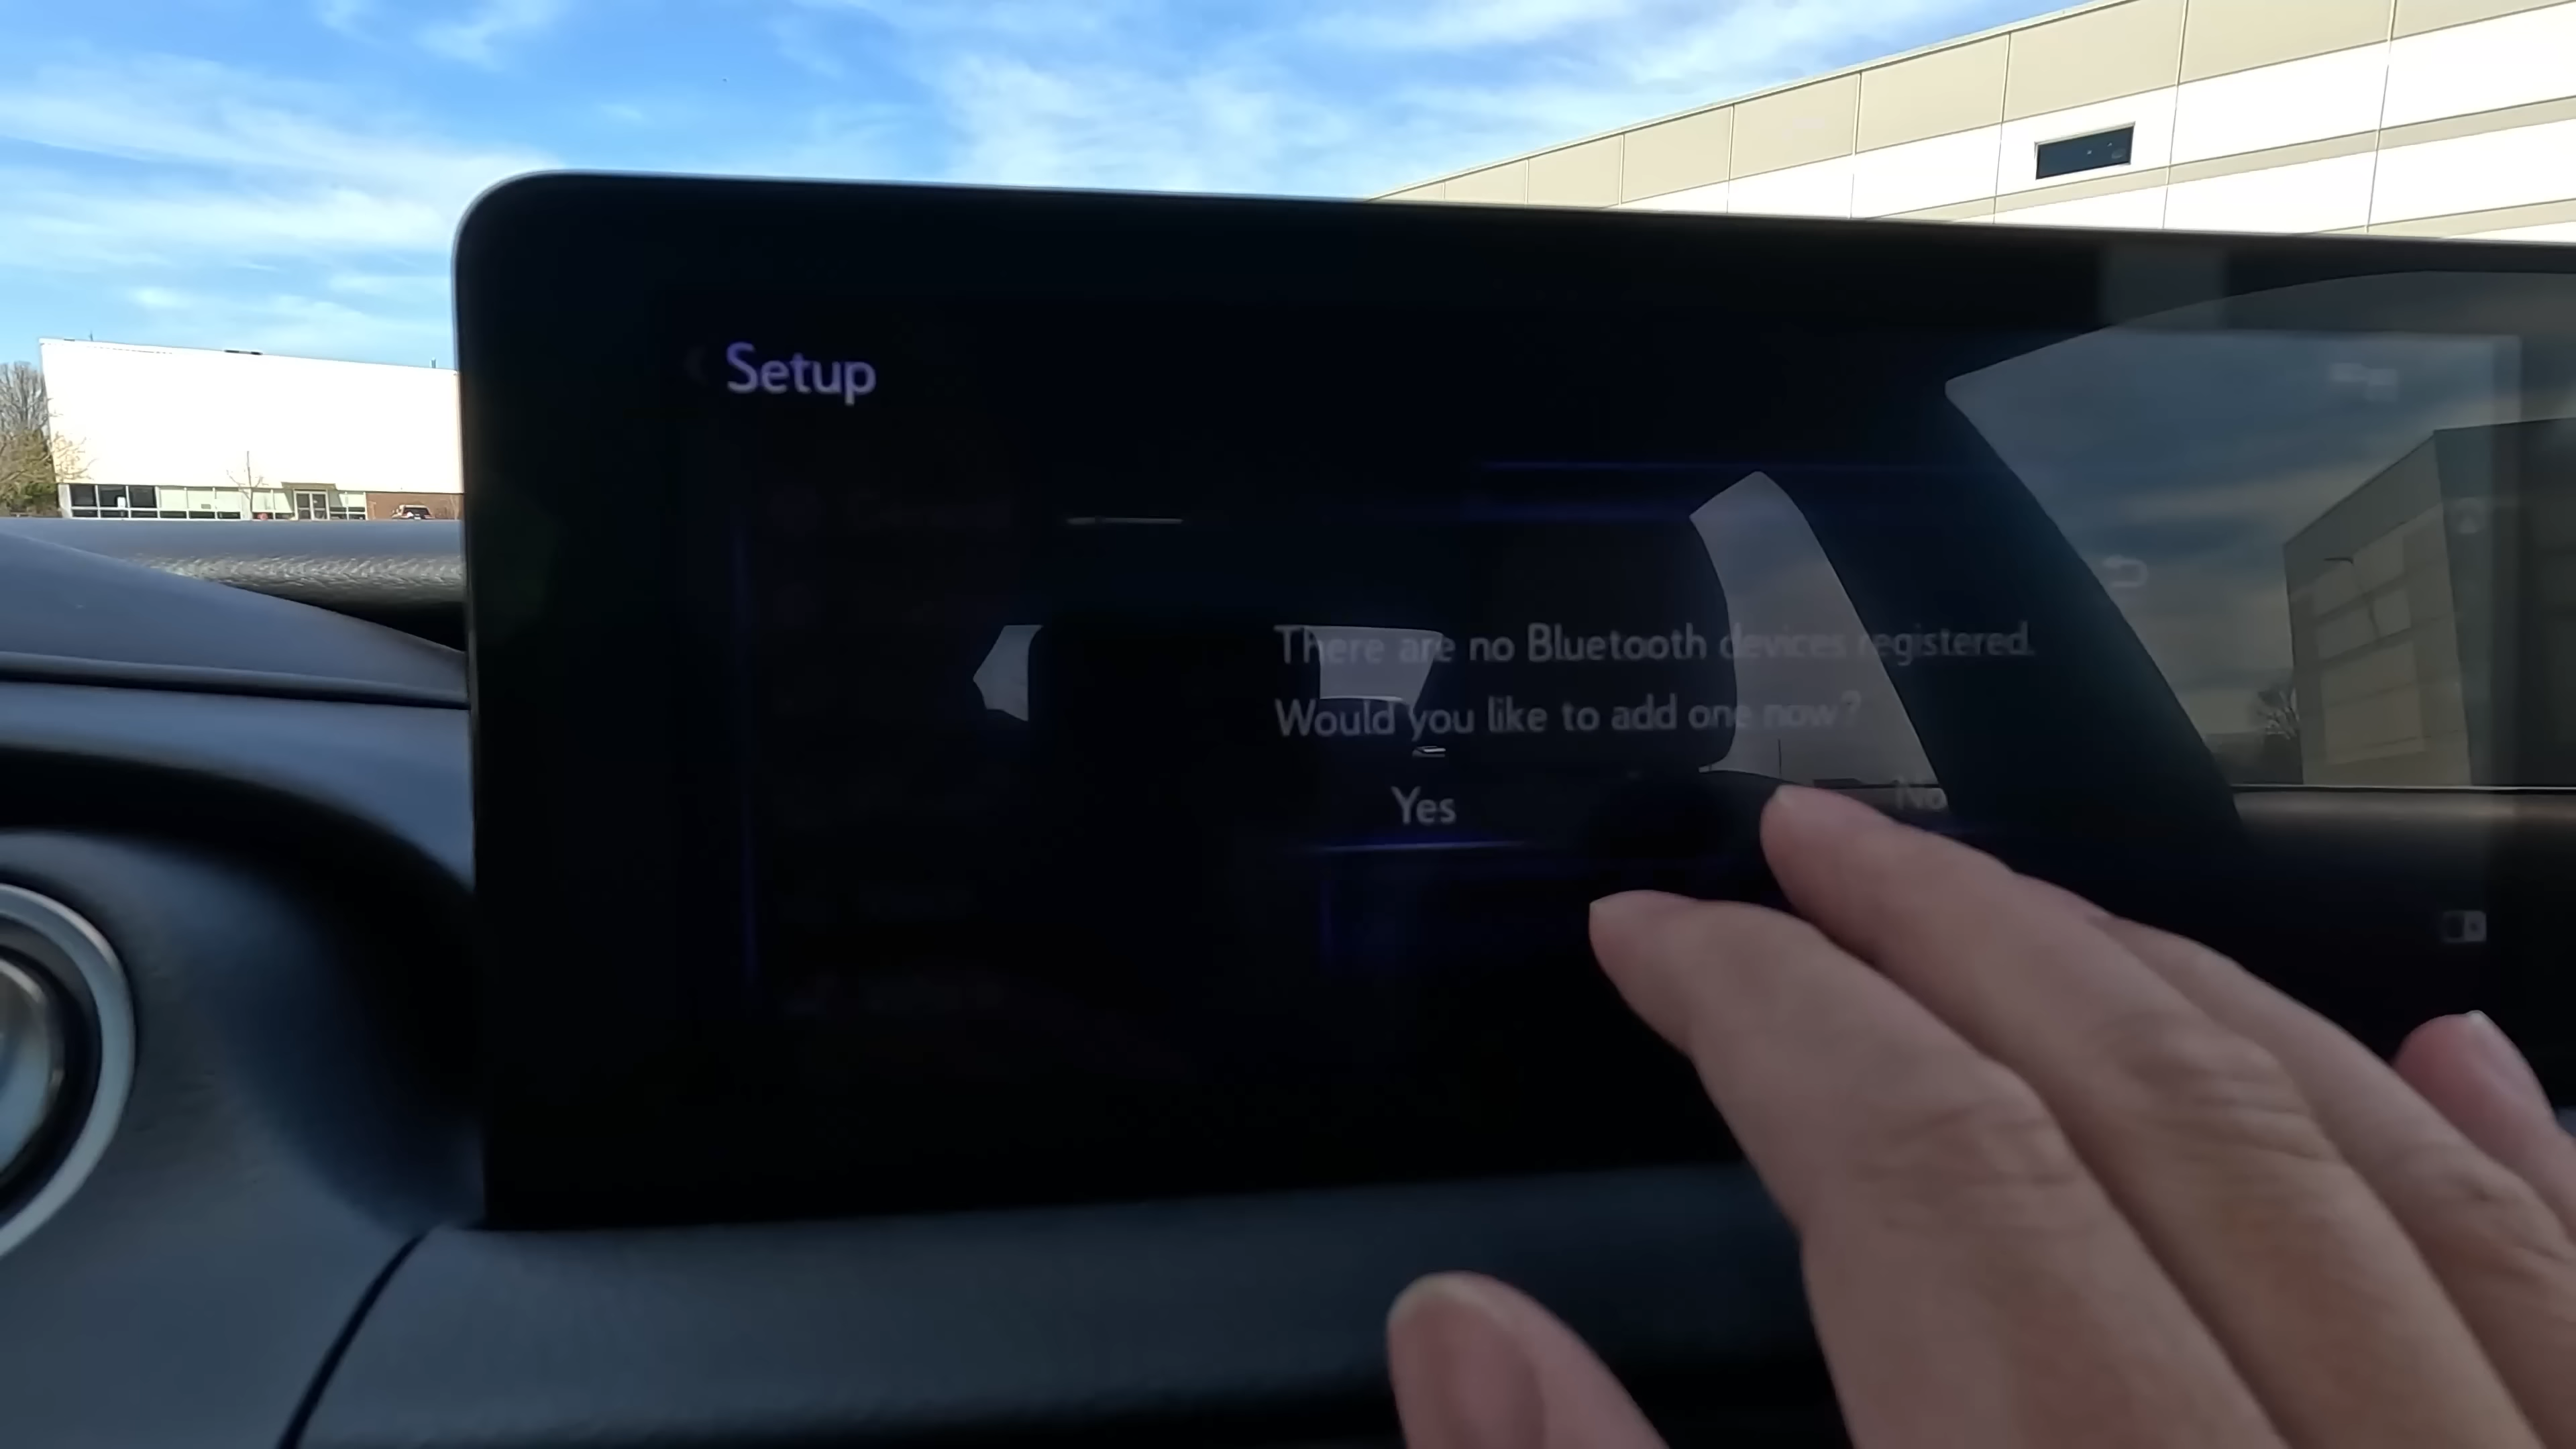 Setup
There are no Bluetooth devices registered.
Would you like to add one now?
Yes
No